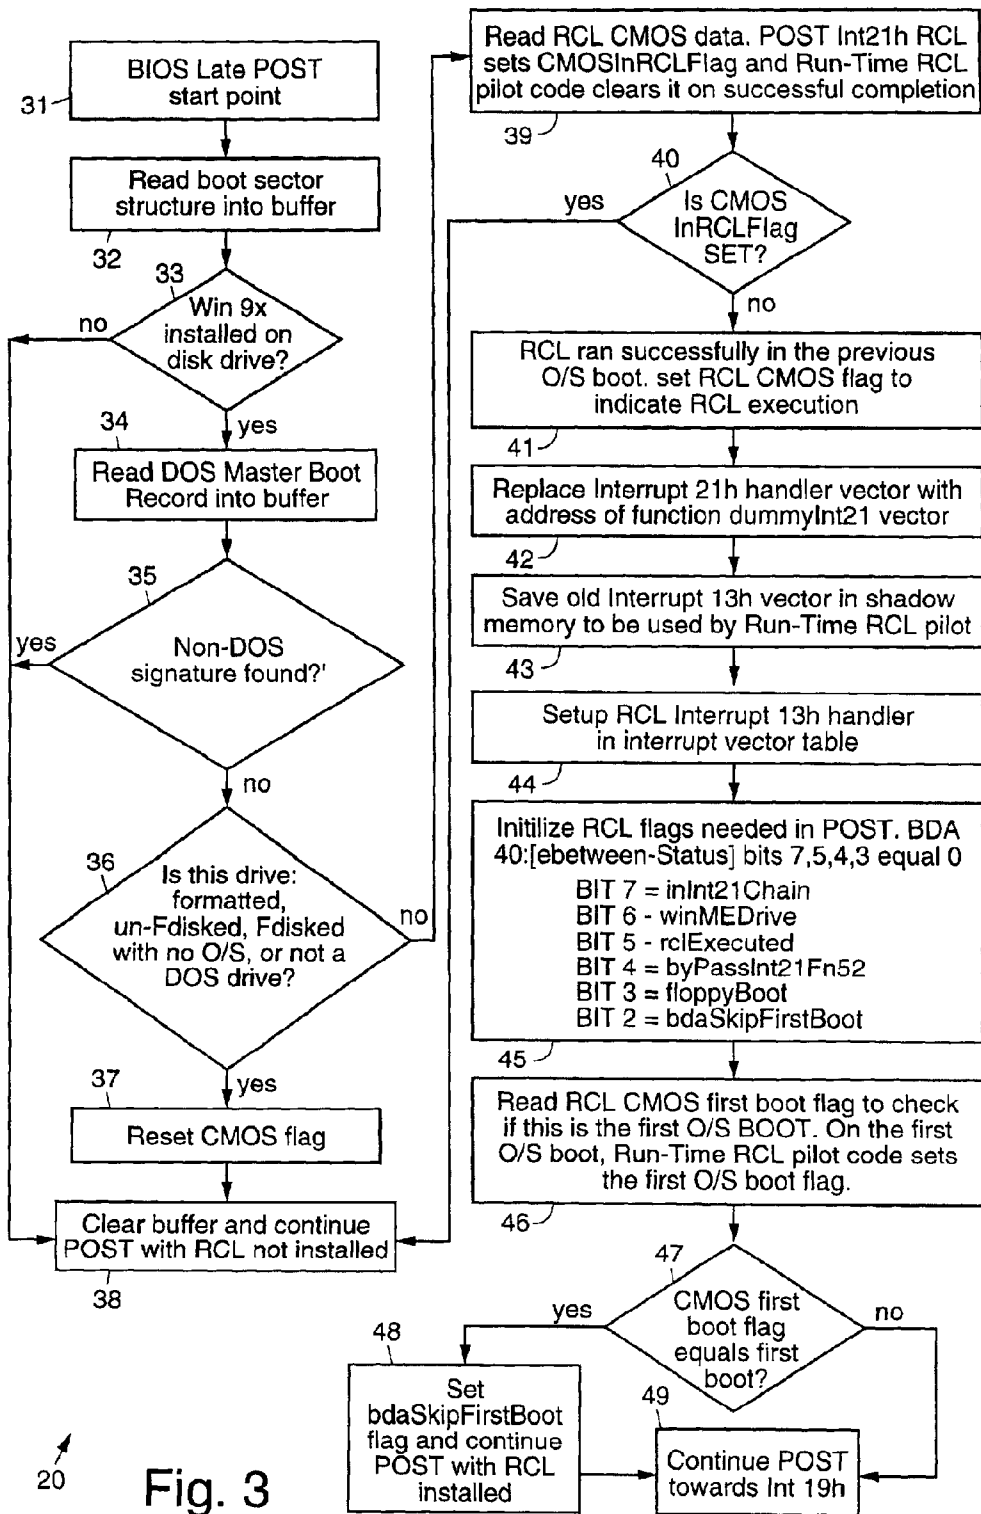 BIOS Late POST
start point
31
Read boot sector
structure into buffer
32
33
Win 9x
installed on
disk drive?
no
yes
34
Read DOS Master Boot
Record into buffer
35
Non-DOS
signature found?'
yes
no
36
Is this drive:
formatted,
un-Fdisked, Fdisked
with no O/S, or not a
DOS drive?
no
yes
37
Reset CMOS flag
Clear buffer and continue
POST with RCL not installed
38
Read RCL CMOS data. POST Int21h RCL
sets CMOSInRCLFlag and Run-Time RCL
pilot code clears it on successful completion
39
40
Is CMOS
InRCLFlag
SET?
yes
no
RCL ran successfully in the previous
O/S boot. set RCL CMOS flag to
indicate RCL execution
41
Replace Interrupt 21h handler vector with
address of function dummyInt21 vector
42
Save old Interrupt 13h vector in shadow
memory to be used by Run-Time RCL pilot
43
Setup RCL Interrupt 13h handler
in interrupt vector table
44
Initilize RCL flags needed in POST. BDA
40:[ebetween-Status] bits 7,5,4,3 equal 0
BIT 7 = inInt21Chain
BIT 6 - winMEDrive
BIT 5 - rclExecuted
BIT 4 = byPassInt21Fn52
BIT 3 = floppyBoot
BIT 2 = bdaSkipFirstBoot
45
Read RCL CMOS first boot flag to check
if this is the first O/S BOOT. On the first
O/S boot, Run-Time RCL pilot code sets
the first O/S boot flag.
46
47
CMOS first
boot flag
equals first
boot?
yes
no
48
Set
bdaSkipFirstBoot
flag and continue
POST with RCL
installed
49
Continue POST
towards Int 19h
20
Fig. 3